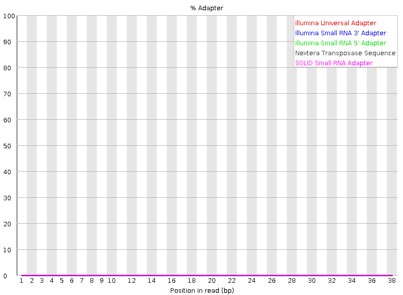 % Adapter
100
90
80
70
60
50
40
30
20
10
0
Illumina Universal Adapter
Illumina Small RNA 3' Adapter
Illumina Small RNA 5' Adapter
Nextera Transposase Sequence
SOLID Small RNA Adapter
1 2 3 4 5 6 7 8 9 10 12 14 16 18 20 22 24 26 28 30 32 34 36 38
Position in read (bp)